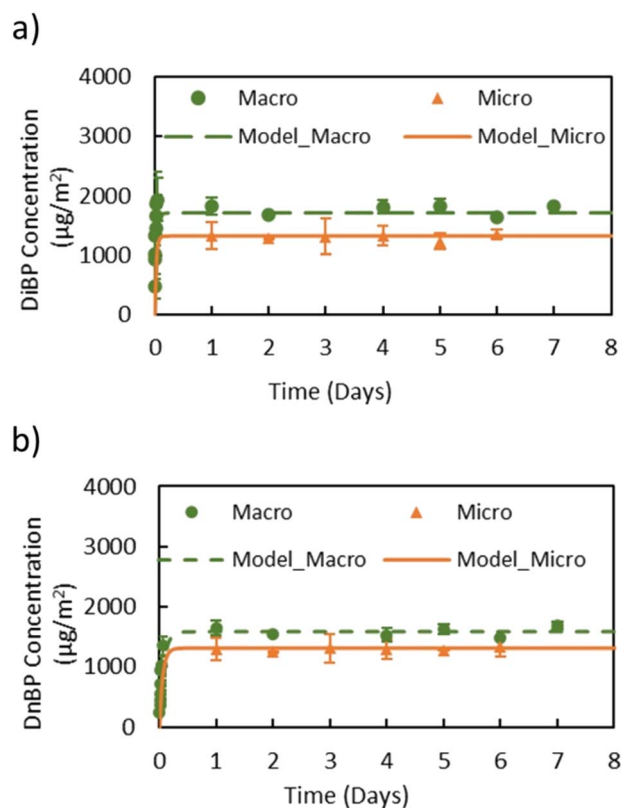 a)
4000
3000
2000
1000
0
DiBP Concentration
(µg/m²)
Macro
Micro
Model_Macro
Model_Micro
0 1 2 3 4 5 6 7 8
Time (Days)
b)
4000
3000
2000
1000
0
DnBP Concentration
(µg/m²)
Macro
Micro
Model_Macro
Model_Micro
0 1 2 3 4 5 6 7 8
Time (Days)